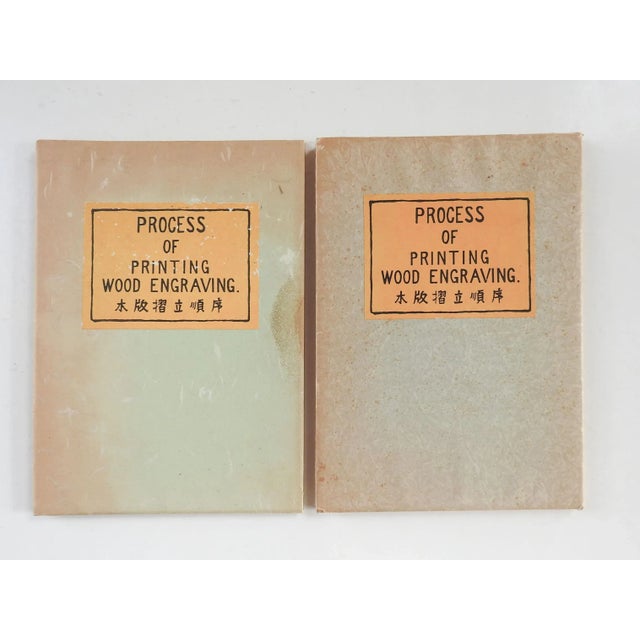 PROCESS
OF
PRINTING
WOOD ENGRAVING.
木版摺立順序
PROCESS
OF
PRINTING
WOOD ENGRAVING.
木版摺立順序